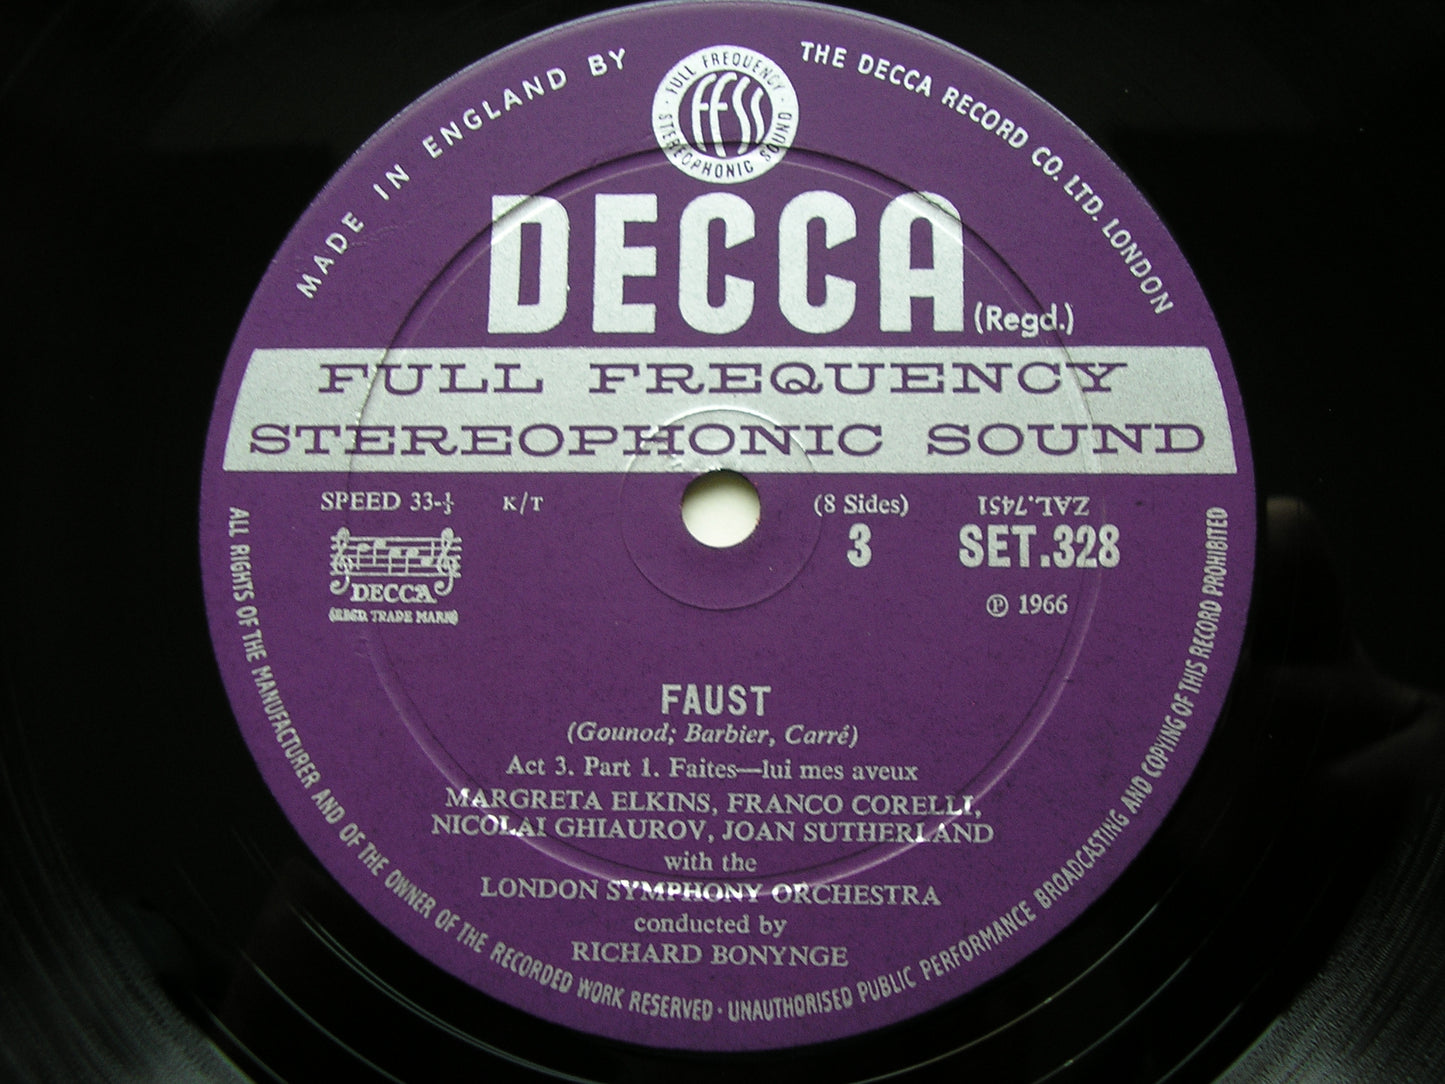 MADE IN ENGLAND BY
THE DECCA RECORD CO. LTD. LONDON
FULL FREQUENCY
ffss
STEREOPHONIC SOUND
DECCA
(Regd.)
FULL FREQUENCY
STEREOPHONIC SOUND
SPEED 33-⅓ K/T (8 Sides) ZAL.7451
3 SET.328
DECCA
(REGD. TRADE MARK)
℗ 1966
FAUST
(Gounod; Barbier, Carré)
Act 3. Part 1. Faites—lui mes aveux
MARGRETA ELKINS, FRANCO CORELLI,
NICOLAI GHIAUROV, JOAN SUTHERLAND
with the
LONDON SYMPHONY ORCHESTRA
conducted by
RICHARD BONYNGE
ALL RIGHTS OF THE MANUFACTURER AND OF THE OWNER OF THE RECORDED WORK RESERVED · UNAUTHORISED PUBLIC PERFORMANCE BROADCASTING AND COPYING OF THIS RECORD PROHIBITED